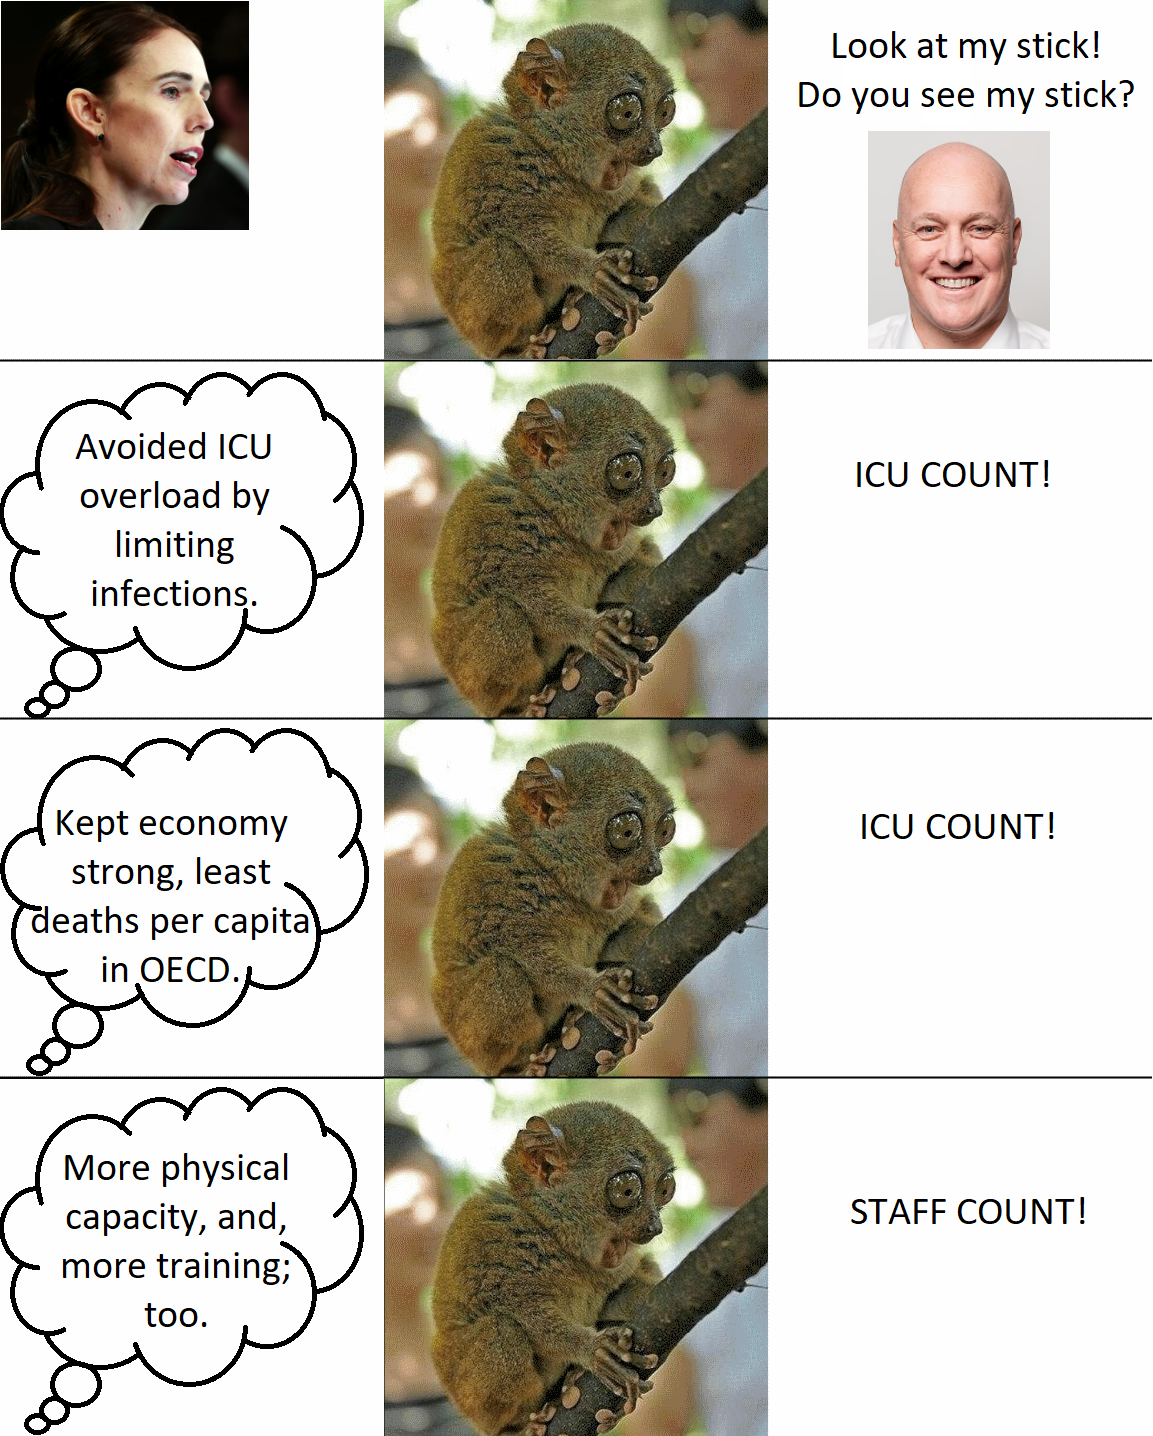 Look at my stick!
Do you see my stick?
Avoided ICU
overload by
limiting
infections.
ICU COUNT!
Kept economy
strong, least
deaths per capita
in OECD.
ICU COUNT!
More physical
capacity, and,
more training;
too.
STAFF COUNT!